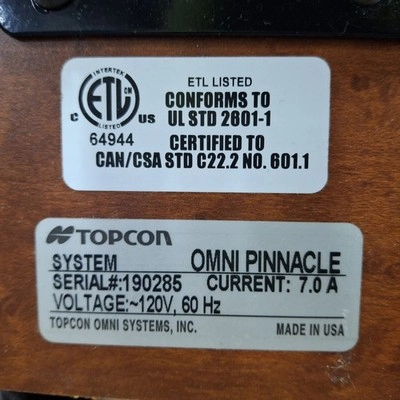 INTERTEK
ETL CM
LISTED
C US
64944
ETL LISTED
CONFORMS TO
UL STD 2601-1
CERTIFIED TO
CAN/CSA STD C22.2 NO. 601.1
TOPCON
SYSTEM OMNI PINNACLE
SERIAL#:190285 CURRENT: 7.0 A
VOLTAGE:~120V, 60 Hz
TOPCON OMNI SYSTEMS, INC. MADE IN USA